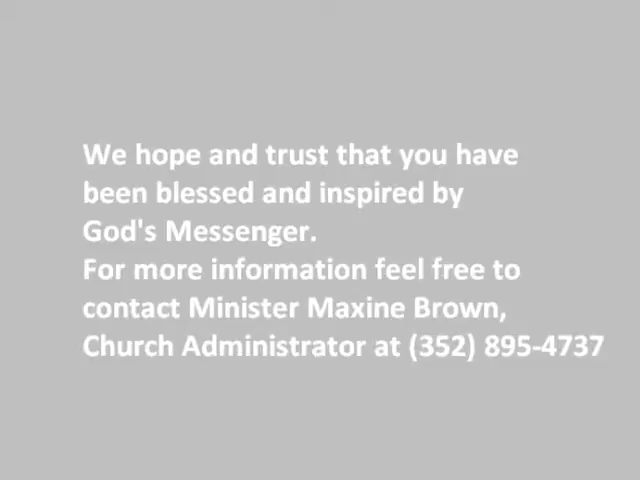 We hope and trust that you have
been blessed and inspired by
God's Messenger.
For more information feel free to
contact Minister Maxine Brown,
Church Administrator at (352) 895-4737